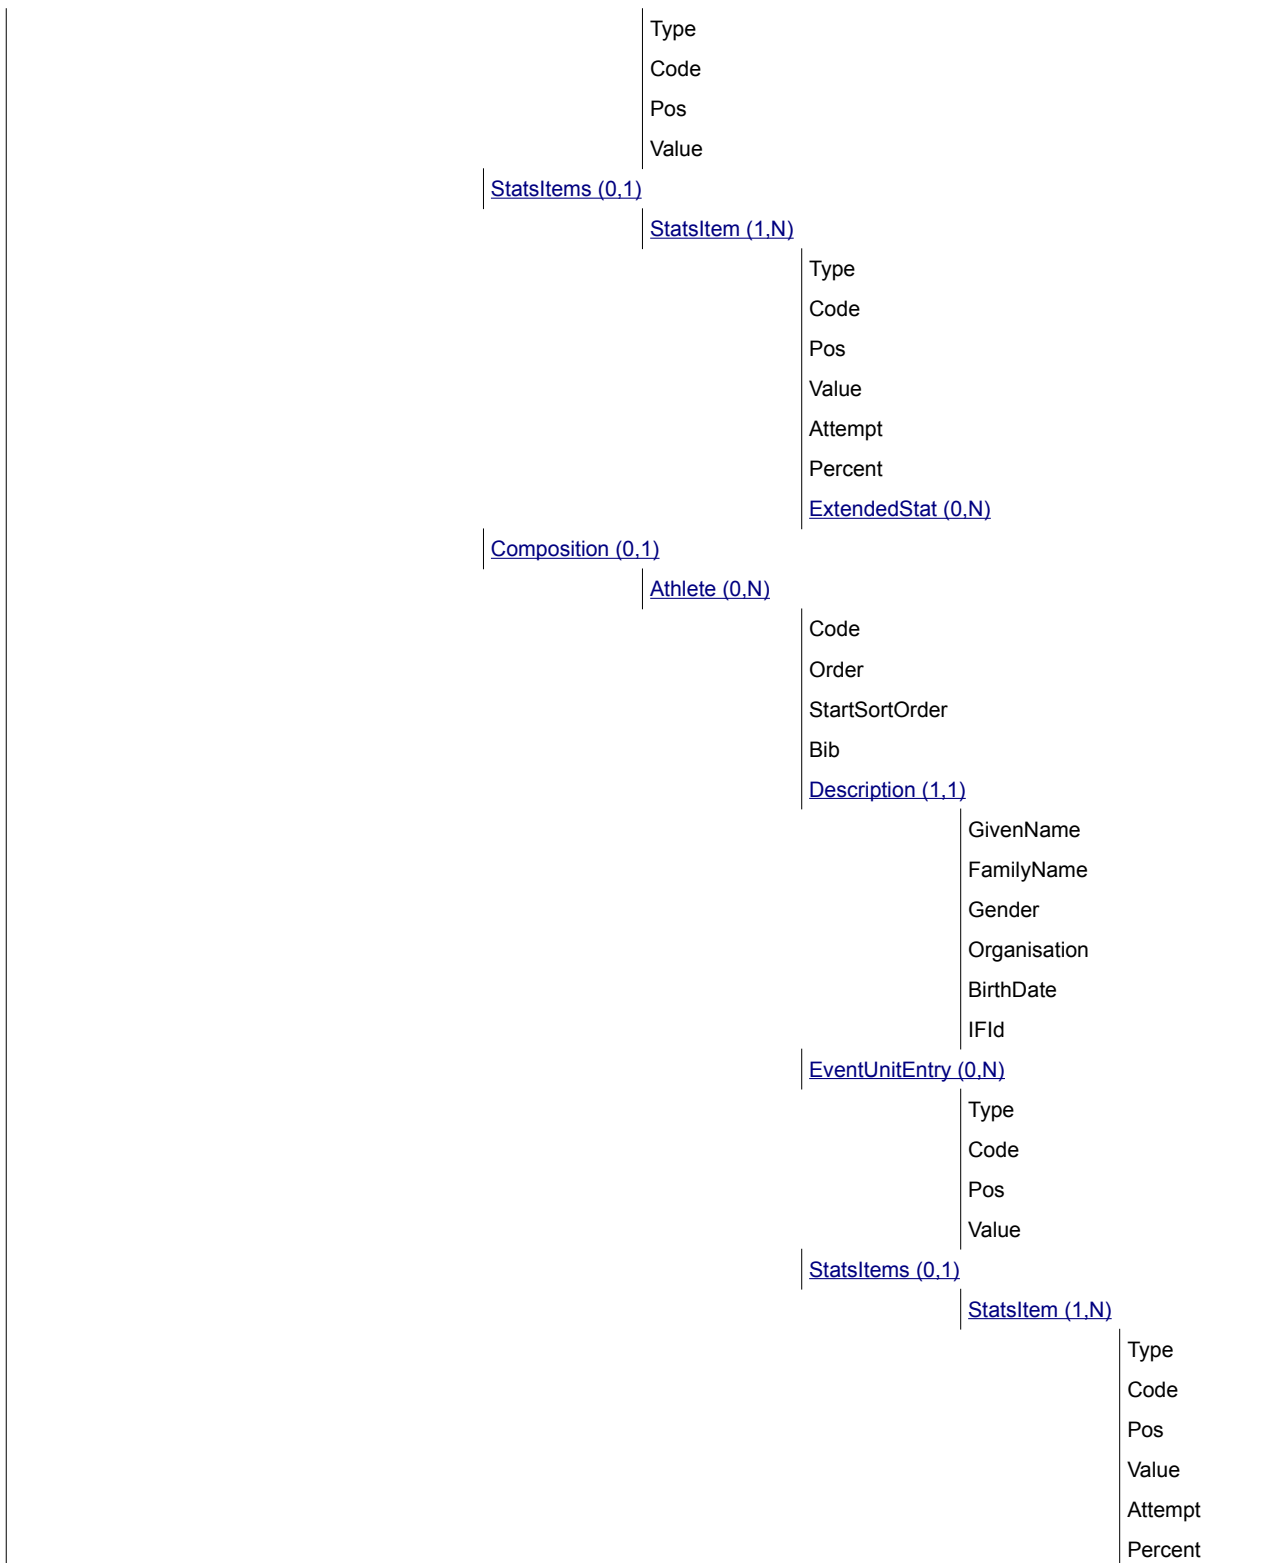 Type
Code
Pos
Value
StatsItems (0,1)
StatsItem (1,N)
Type
Code
Pos
Value
Attempt
Percent
ExtendedStat (0,N)
Composition (0,1)
Athlete (0,N)
Code
Order
StartSortOrder
Bib
Description (1,1)
GivenName
FamilyName
Gender
Organisation
BirthDate
IFId
EventUnitEntry (0,N)
Type
Code
Pos
Value
StatsItems (0,1)
StatsItem (1,N)
Type
Code
Pos
Value
Attempt
Percent